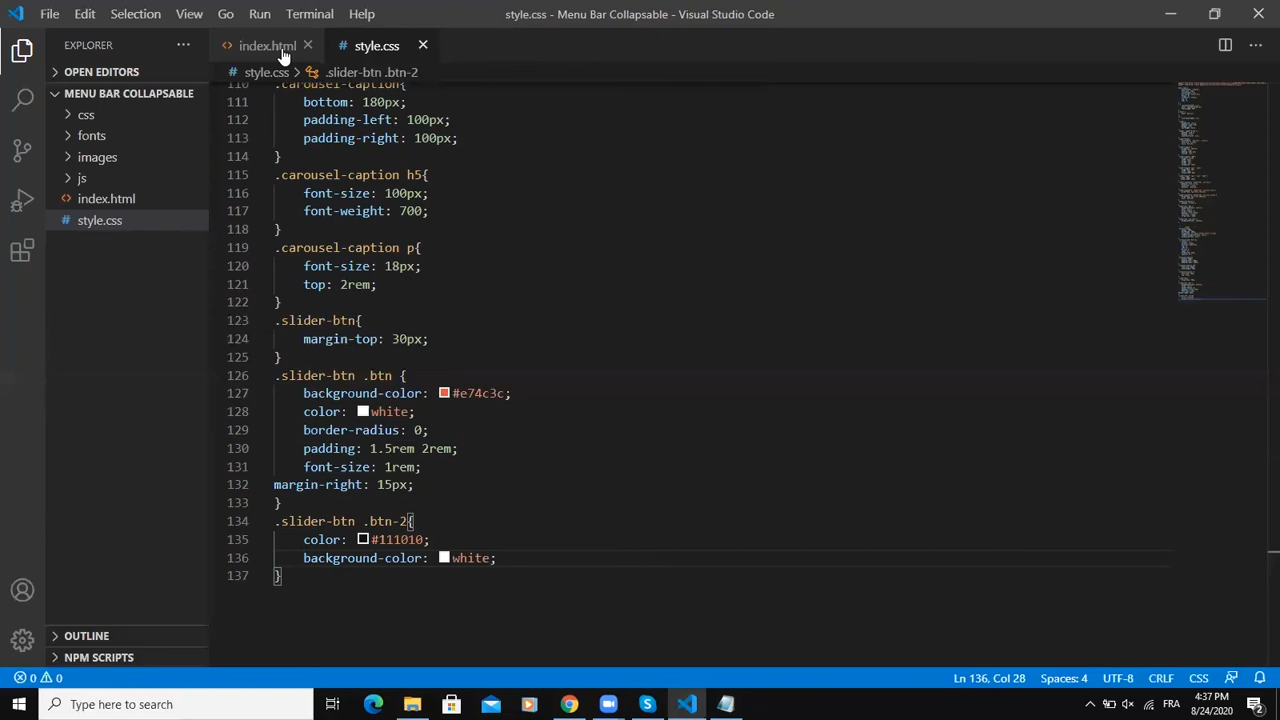 File Edit Selection View Go Run Terminal Help style.css - Menu Bar Collapsable - Visual Studio Code
EXPLORER
OPEN EDITORS
MENU BAR COLLAPSABLE
css
fonts
images
js
index.html
style.css
OUTLINE
NPM SCRIPTS
index.html style.css
style.css > .slider-btn .btn-2
110 .carousel-caption{
111 bottom: 180px;
112 padding-left: 100px;
113 padding-right: 100px;
114 }
115 .carousel-caption h5{
116 font-size: 100px;
117 font-weight: 700;
118 }
119 .carousel-caption p{
120 font-size: 18px;
121 top: 2rem;
122 }
123 .slider-btn{
124 margin-top: 30px;
125 }
126 .slider-btn .btn {
127 background-color: #e74c3c;
128 color: white;
129 border-radius: 0;
130 padding: 1.5rem 2rem;
131 font-size: 1rem;
132 margin-right: 15px;
133 }
134 .slider-btn .btn-2{
135 color: #111010;
136 background-color: white;
137 }
0 0 Ln 136, Col 28 Spaces: 4 UTF-8 CRLF CSS
Type here to search
FRA
4:37 PM
8/24/2020
2